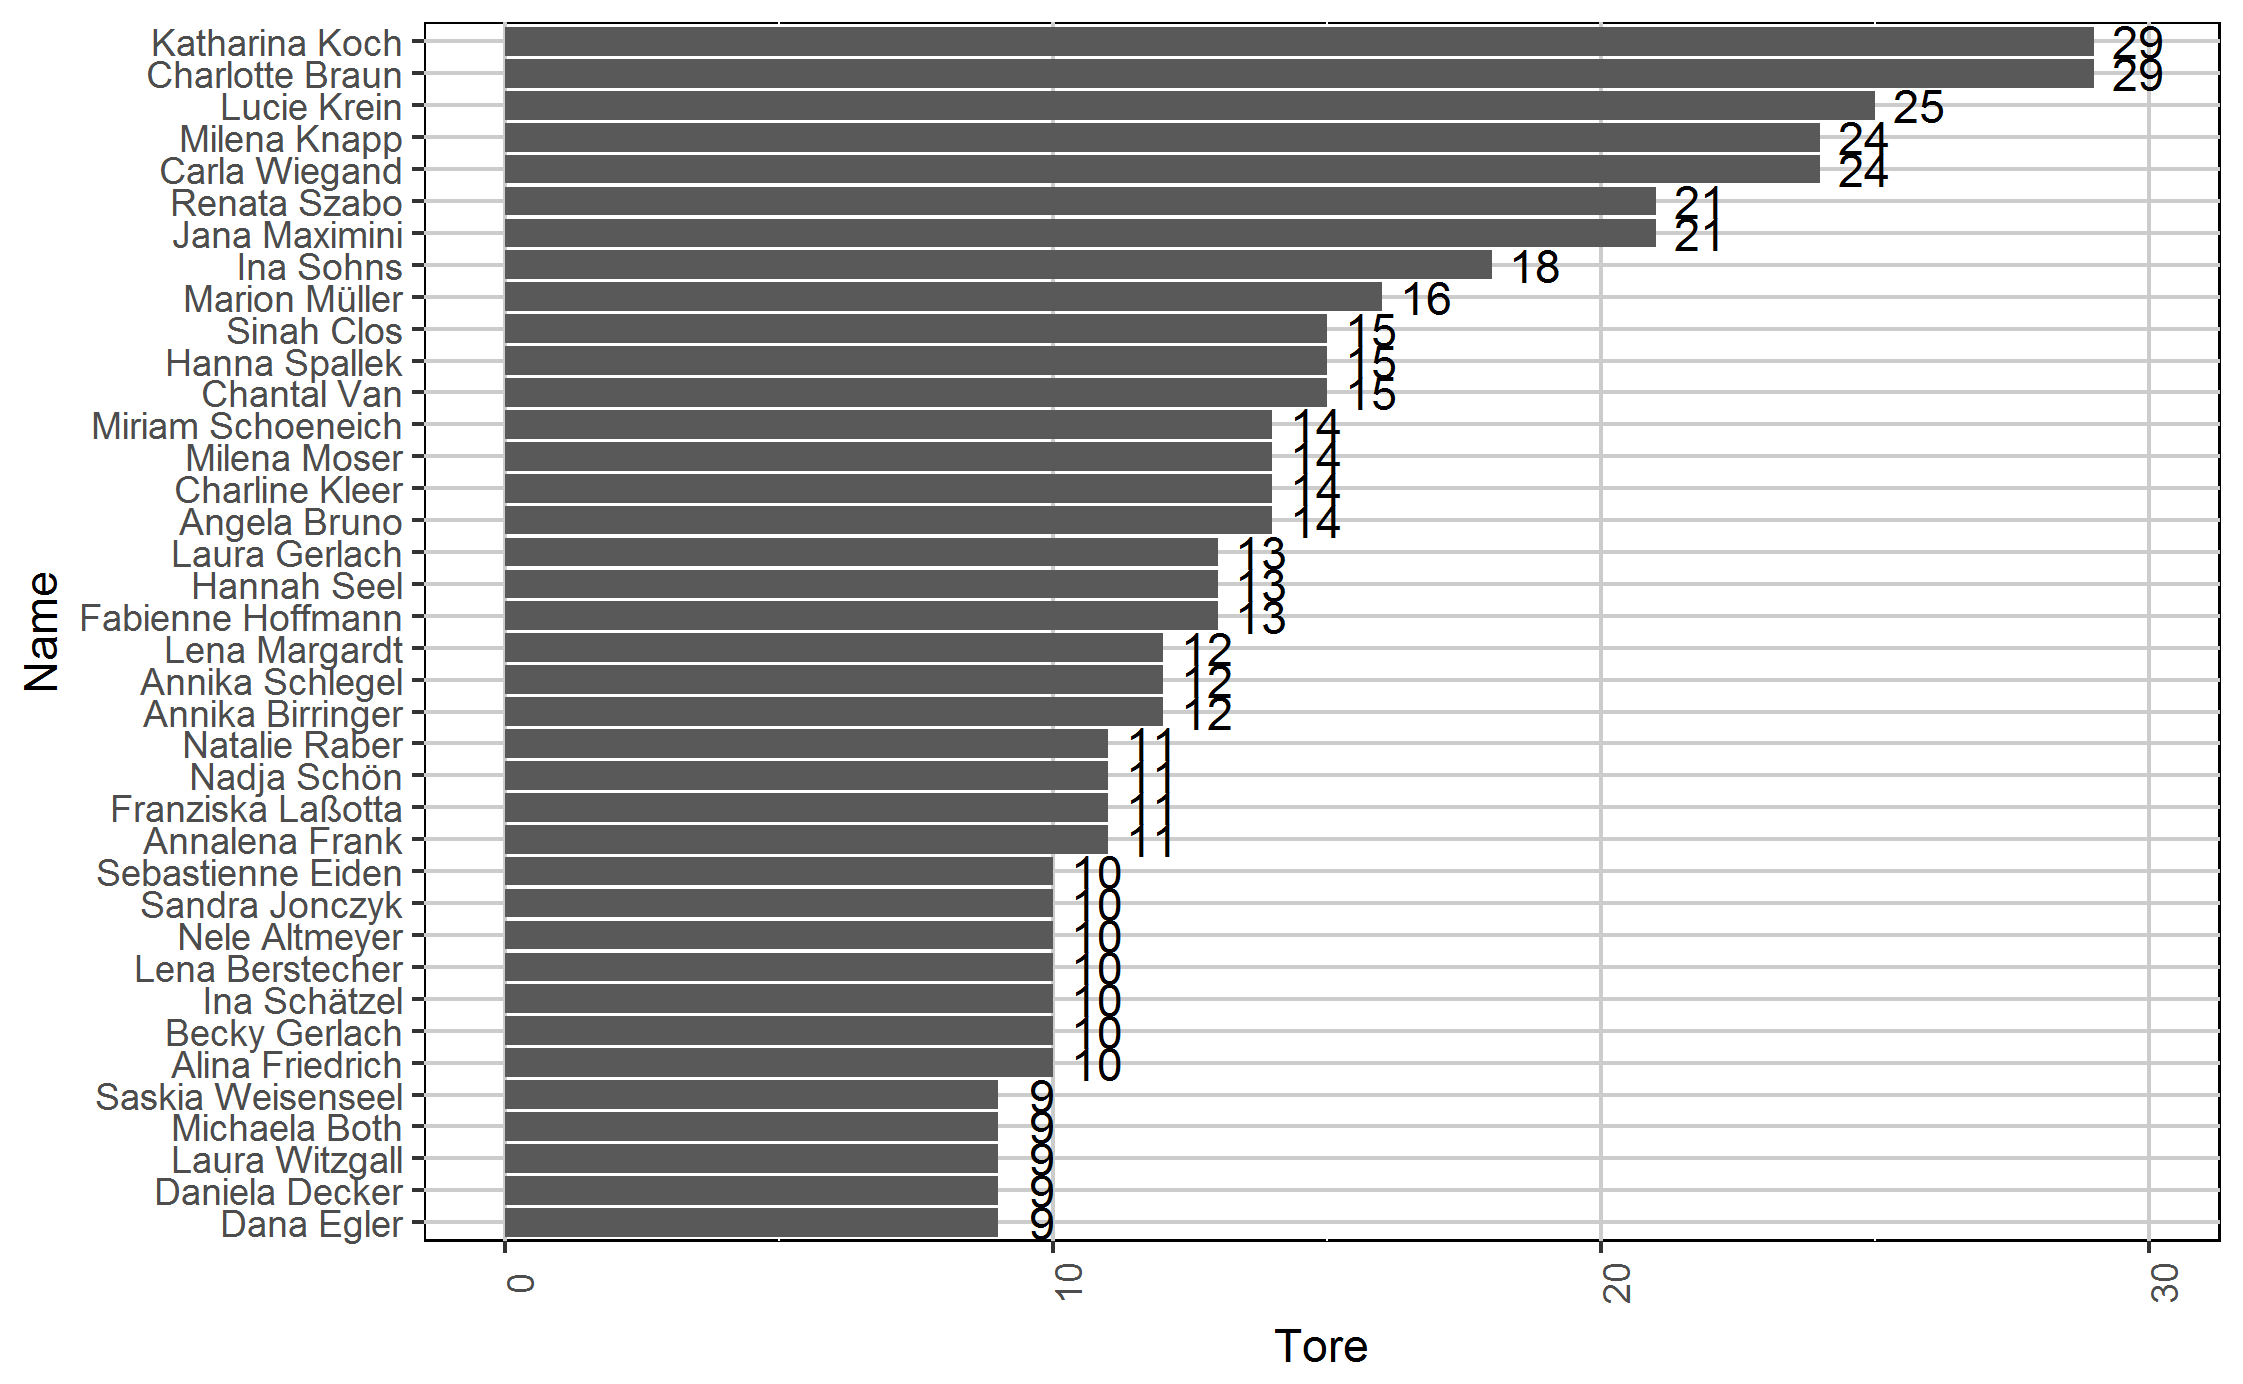 Katharina Koch 29
Charlotte Braun 29
Lucie Krein 25
Milena Knapp 24
Carla Wiegand 24
Renata Szabo 21
Jana Maximini 21
Ina Sohns 18
Marion Müller 16
Sinah Clos 15
Hanna Spallek 15
Chantal Van 15
Miriam Schoeneich 14
Milena Moser 14
Charline Kleer 14
Angela Bruno 14
Laura Gerlach 13
Hannah Seel 13
Fabienne Hoffmann 13
Lena Margardt 12
Annika Schlegel 12
Annika Birringer 12
Natalie Raber 11
Nadja Schön 11
Franziska Laßotta 11
Annalena Frank 11
Sebastienne Eiden 10
Sandra Jonczyk 10
Nele Altmeyer 10
Lena Berstecher 10
Ina Schätzel 10
Becky Gerlach 10
Alina Friedrich 10
Saskia Weisenseel 9
Michaela Both 9
Laura Witzgall 9
Daniela Decker 9
Dana Egler 9
Name
0 10 20 30
Tore